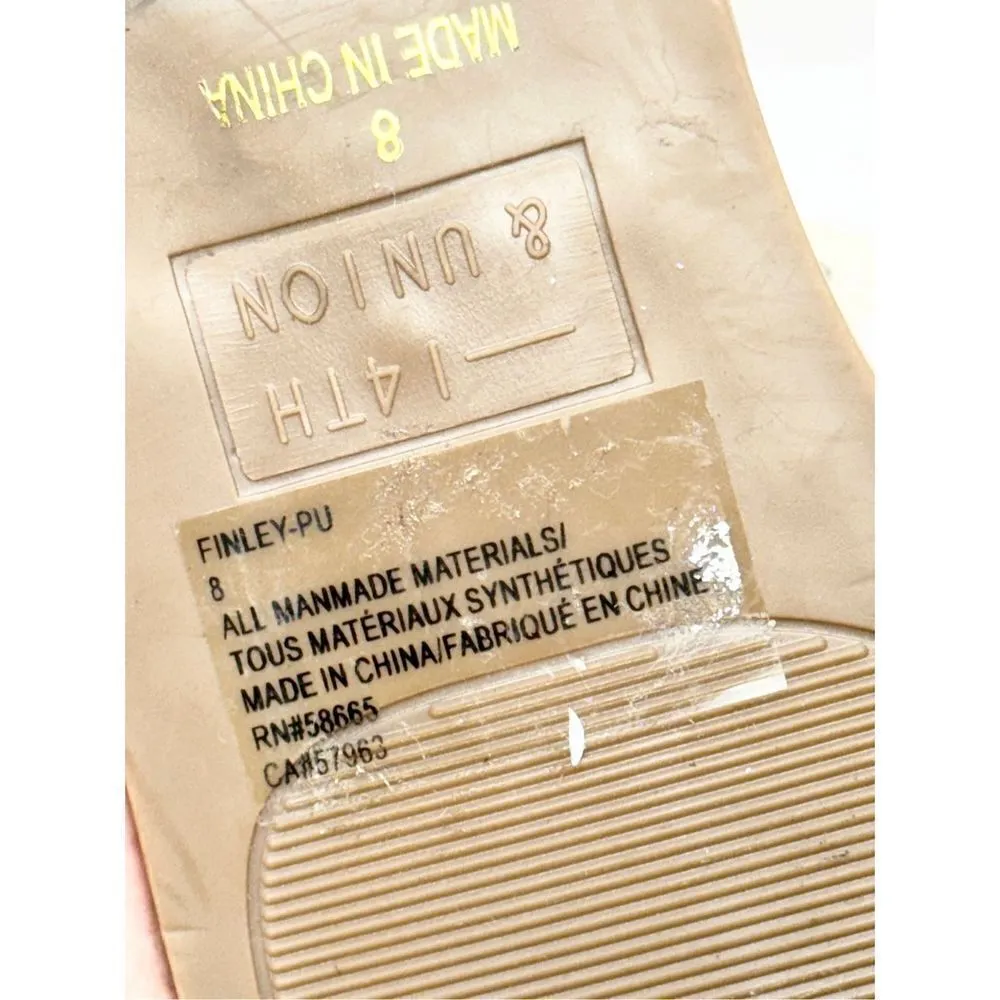 MADE IN CHINA
8
— 14TH
& UNION
FINLEY-PU
8
ALL MANMADE MATERIALS/
TOUS MATÉRIAUX SYNTHÉTIQUES
MADE IN CHINA/FABRIQUÉ EN CHINE
RN#58665
CA#57963